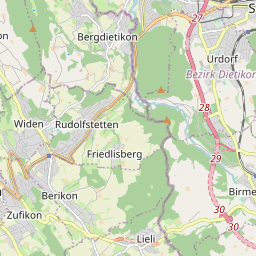 27
S
Bergdietikon
Urdorf
Bezirk Dietikon
28
Widen
Rudolfstetten
Friedlisberg
29
Berikon
Birme
30
Zufikon
30
Lieli